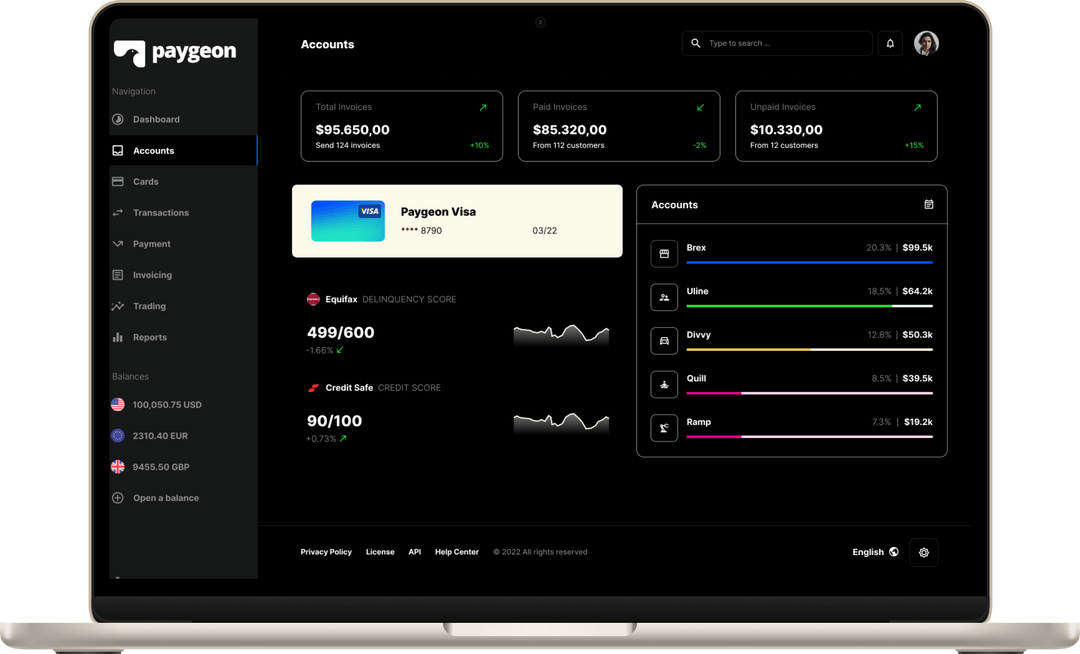 paygeon
Navigation
Dashboard
Accounts
Cards
Transactions
Payment
Invoicing
Trading
Reports
Balances
100,050.75 USD
2310.40 EUR
9455.50 GBP
Open a balance
Accounts
Type to search ...
Total Invoices
$95.650,00
Send 124 invoices +10%
Paid Invoices
$85.320,00
From 112 customers -2%
Unpaid Invoices
$10.330,00
From 12 customers +15%
VISA
Paygeon Visa
**** 8790 03/22
Equifax DELINQUENCY SCORE
499/600
-1.66%
Credit Safe CREDIT SCORE
90/100
+0.73%
Accounts
Brex 20.3% | $99.5k
Uline 18.5% | $64.2k
Divvy 12.8% | $50.3k
Quill 8.5% | $39.5k
Ramp 7.3% | $19.2k
Privacy Policy License API Help Center © 2022 All rights reserved
English